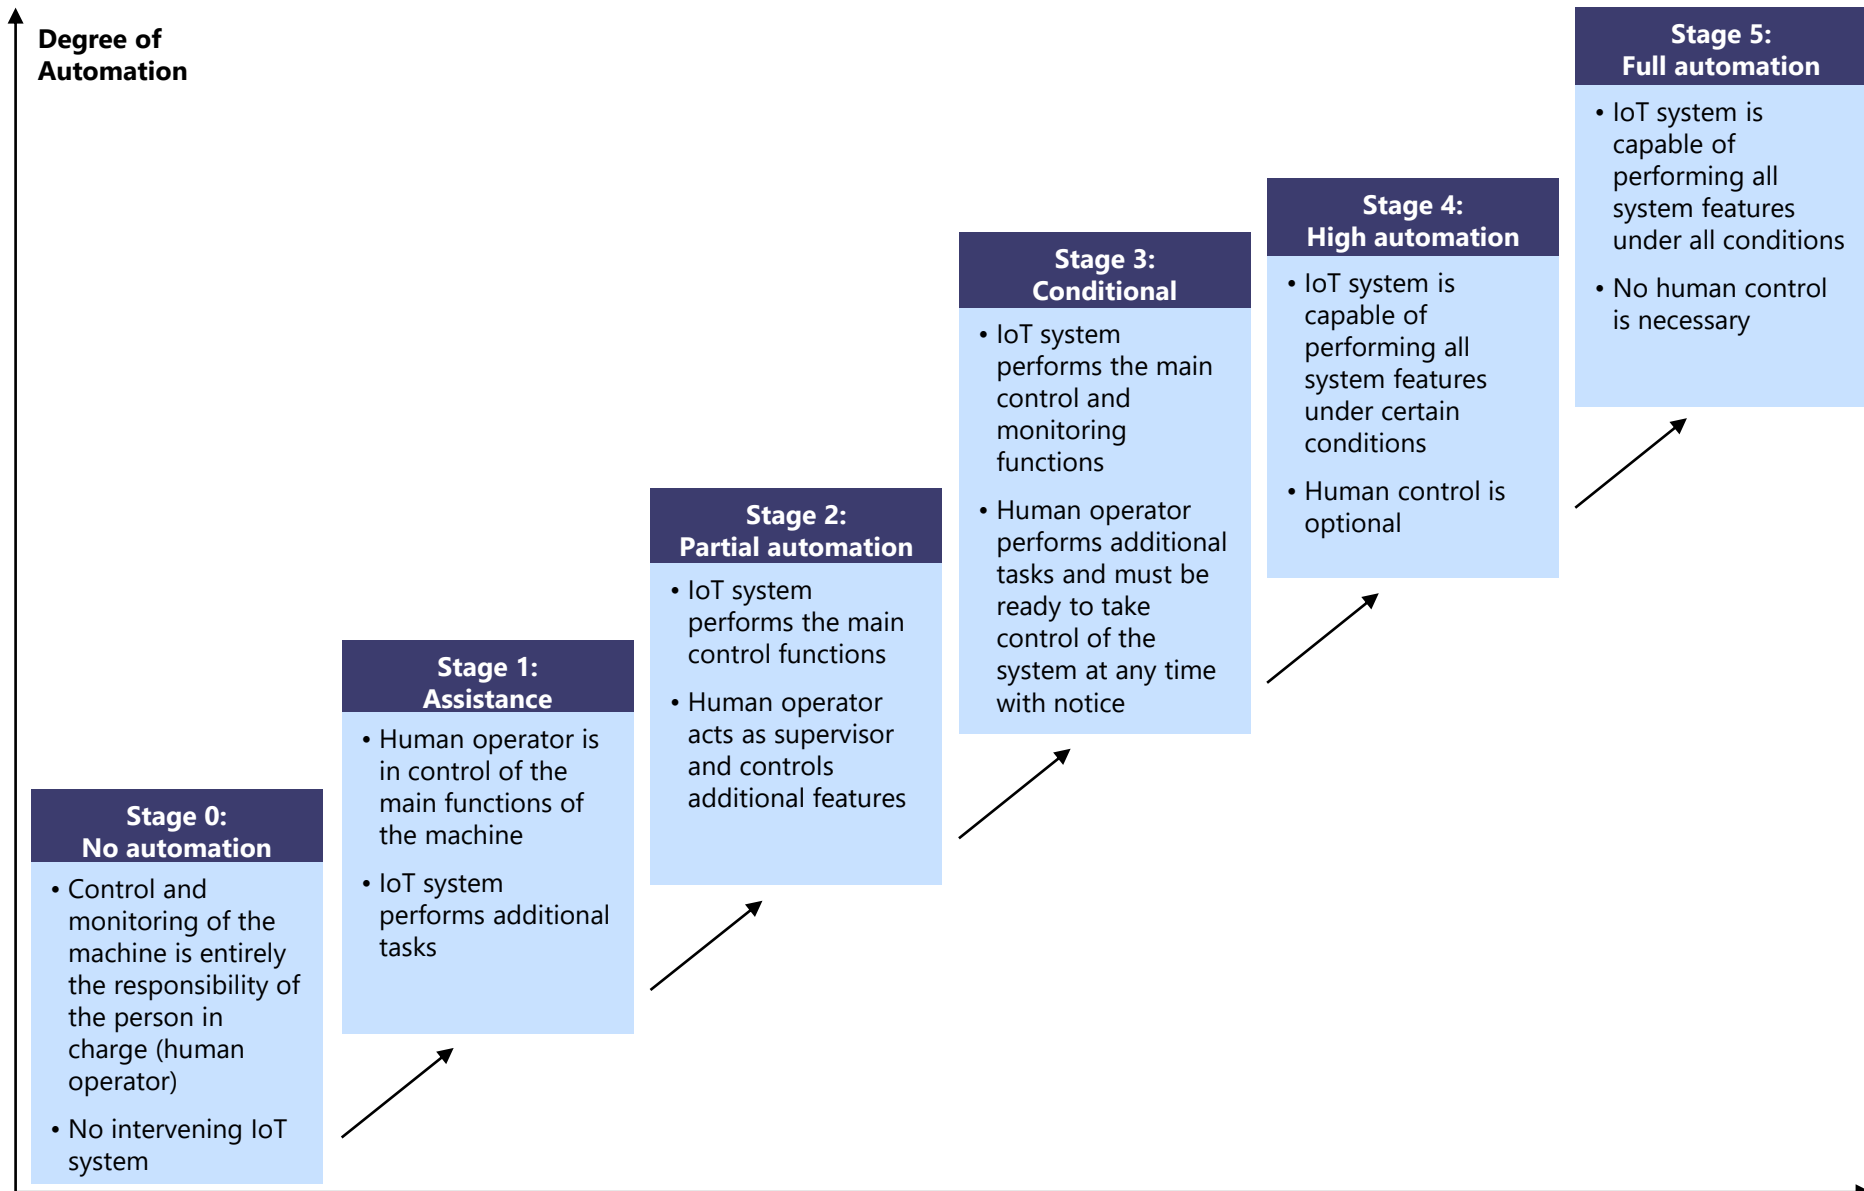 Degree of
Automation
Stage 0:
No automation
• Control and
monitoring of the
machine is entirely
the responsibility of
the person in
charge (human
operator)
• No intervening IoT
system
Stage 1:
Assistance
• Human operator is
in control of the
main functions of
the machine
• IoT system
performs additional
tasks
Stage 2:
Partial automation
• IoT system
performs the main
control functions
• Human operator
acts as supervisor
and controls
additional features
Stage 3:
Conditional
• IoT system
performs the main
control and
monitoring
functions
• Human operator
performs additional
tasks and must be
ready to take
control of the
system at any time
with notice
Stage 4:
High automation
• IoT system is
capable of
performing all
system features
under certain
conditions
• Human control is
optional
Stage 5:
Full automation
• IoT system is
capable of
performing all
system features
under all conditions
• No human control
is necessary